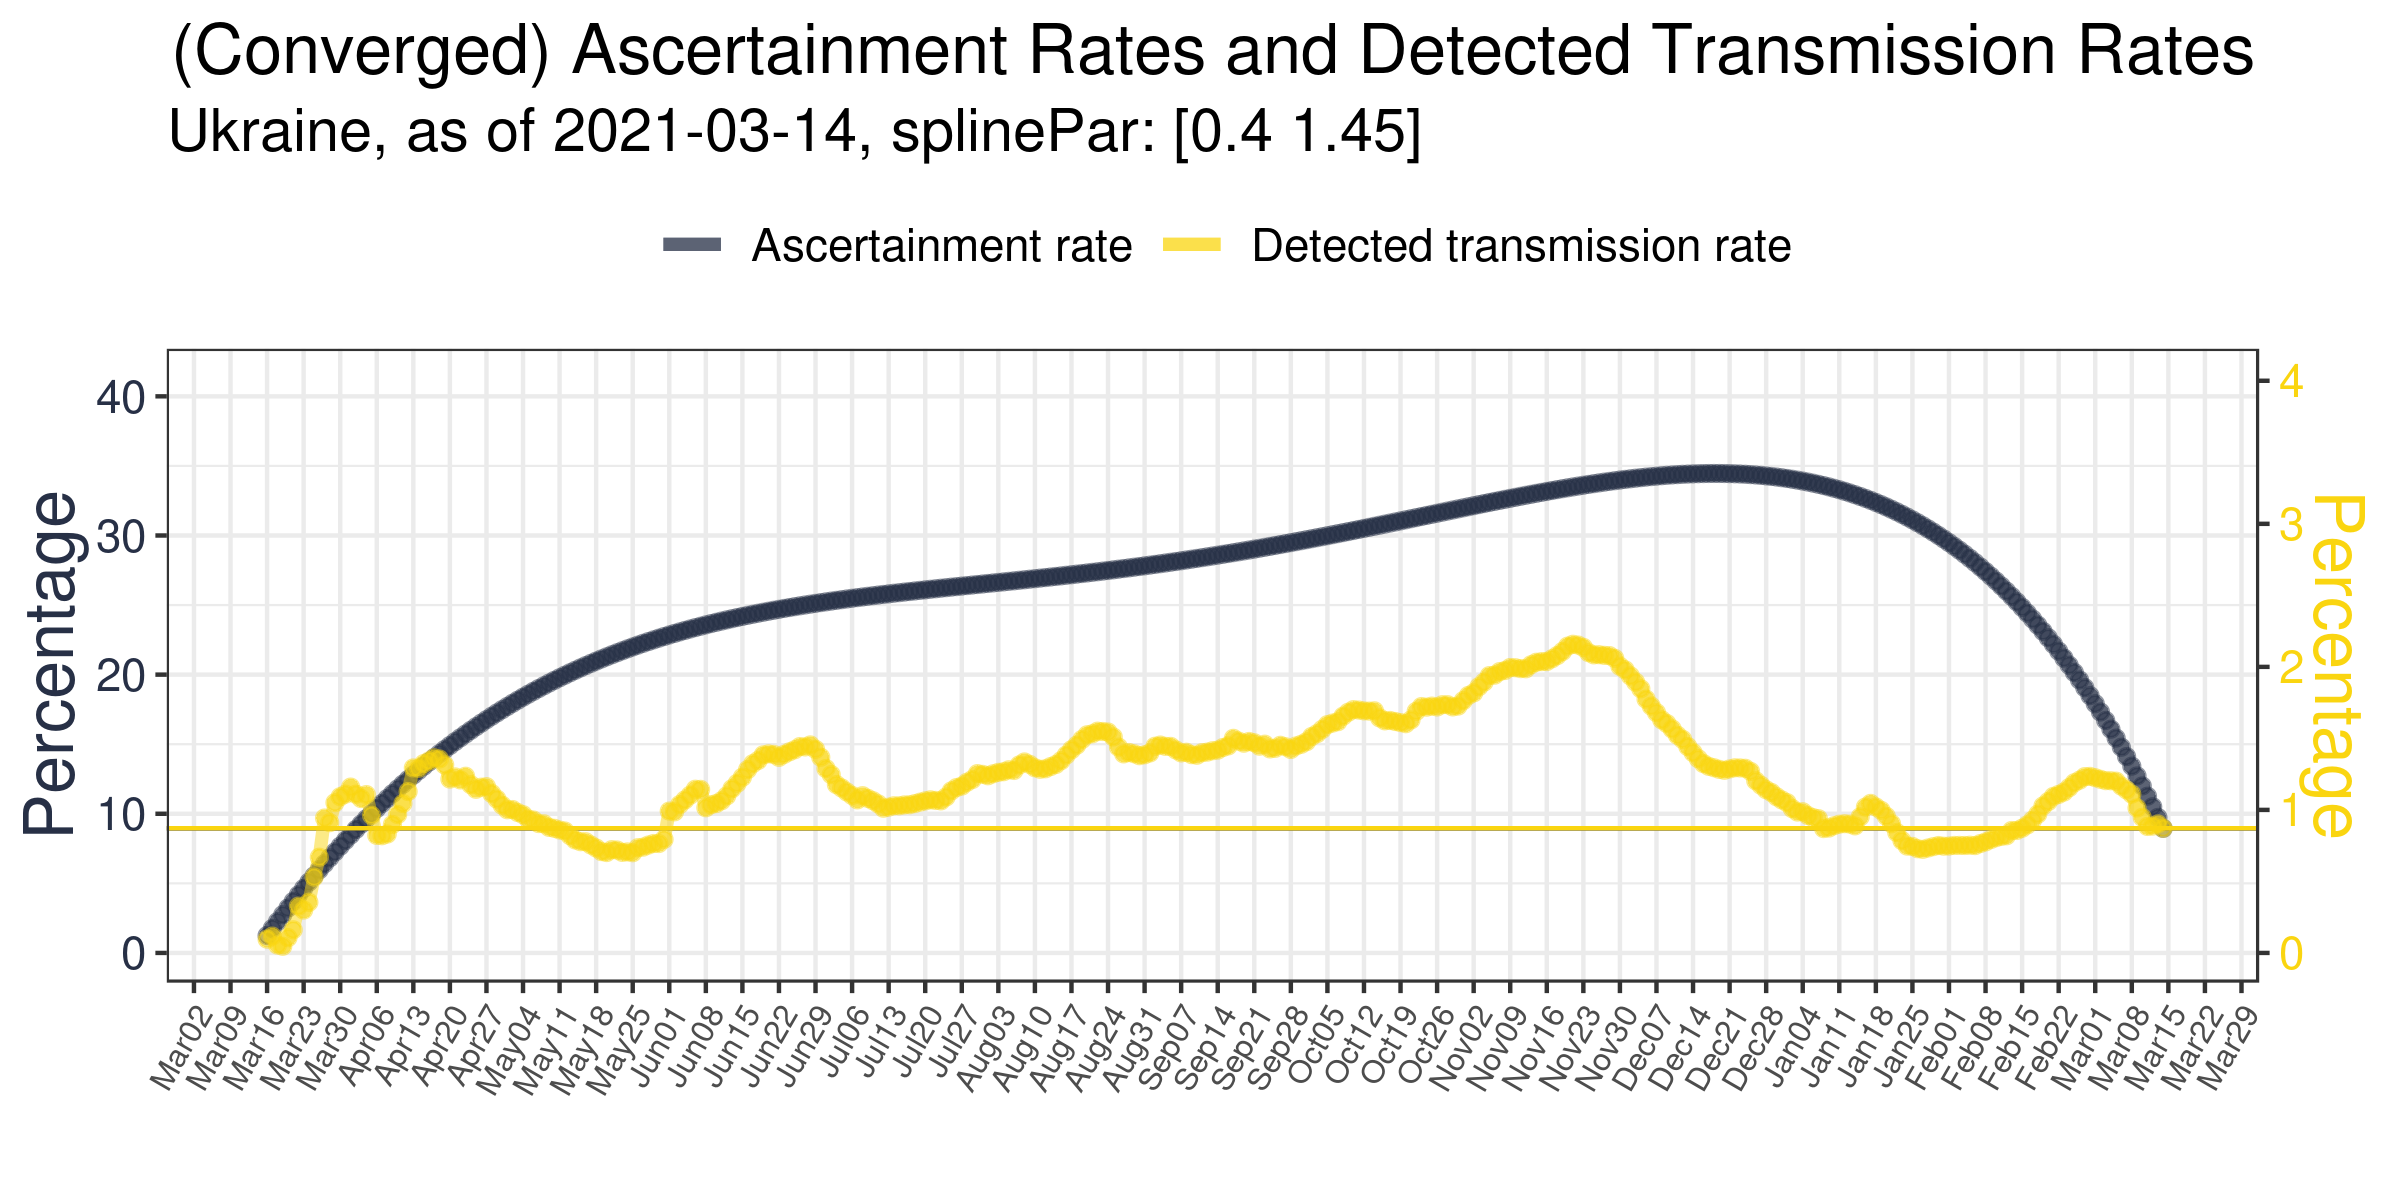 (Converged) Ascertainment Rates and Detected Transmission Rates
Ukraine, as of 2021-03-14, splinePar: [0.4 1.45]
Ascertainment rate
Detected transmission rate
Percentage
40
30
20
10
0
4
3
2
1
0
Percentage
Mar02
Mar09
Mar16
Mar23
Mar30
Apr06
Apr13
Apr20
Apr27
May04
May11
May18
May25
Jun01
Jun08
Jun15
Jun22
Jun29
Jul06
Jul13
Jul20
Jul27
Aug03
Aug10
Aug17
Aug24
Aug31
Sep07
Sep14
Sep21
Sep28
Oct05
Oct12
Oct19
Oct26
Nov02
Nov09
Nov16
Nov23
Nov30
Dec07
Dec14
Dec21
Dec28
Jan04
Jan11
Jan18
Jan25
Feb01
Feb08
Feb15
Feb22
Mar01
Mar08
Mar15
Mar22
Mar29